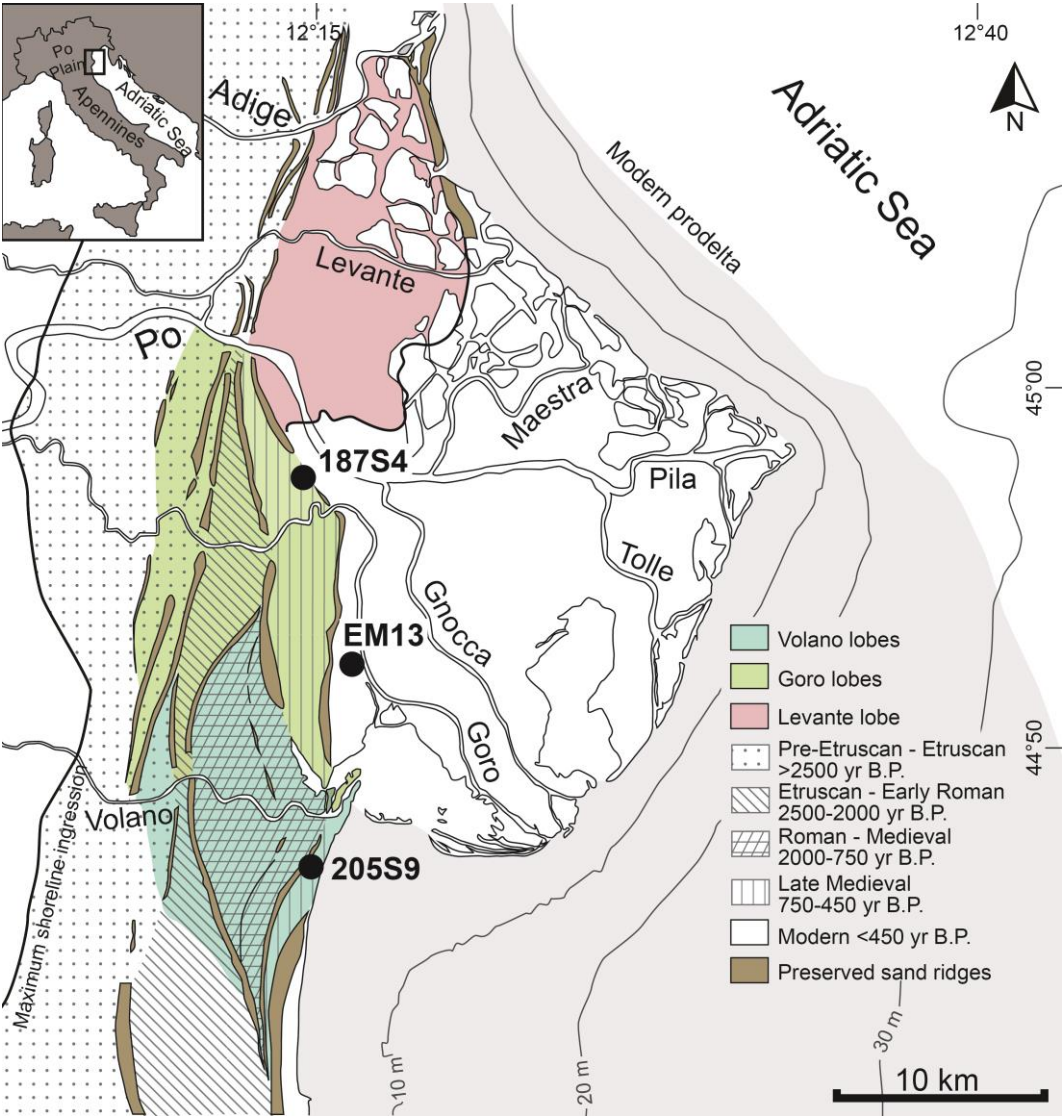 Po
Plain
Adriatic Sea
Apennines
12°15
12°40
Adige
Adriatic Sea
N
Modern prodelta
Levante
Po
45°00
Maestra
187S4
Pila
Tolle
Gnocca
EM13
Goro
44°50
Volano
205S9
Maximum shoreline ingression
Volano lobes
Goro lobes
Levante lobe
Pre-Etruscan - Etruscan
>2500 yr B.P.
Etruscan - Early Roman
2500-2000 yr B.P.
Roman - Medieval
2000-750 yr B.P.
Late Medieval
750-450 yr B.P.
Modern <450 yr B.P.
Preserved sand ridges
10 m
20 m
30 m
10 km